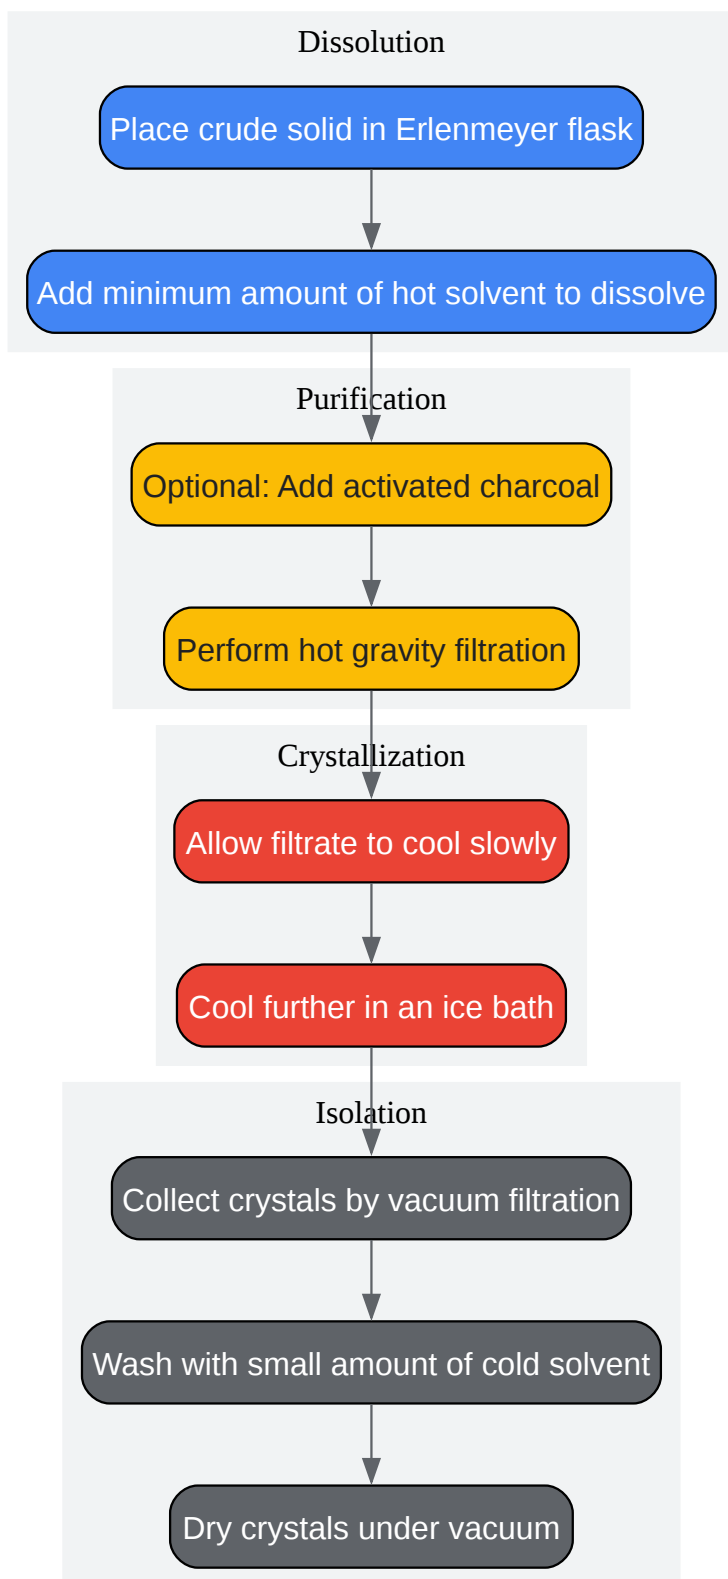 Dissolution
Place crude solid in Erlenmeyer flask
Add minimum amount of hot solvent to dissolve
Purification
Optional: Add activated charcoal
Perform hot gravity filtration
Crystallization
Allow filtrate to cool slowly
Cool further in an ice bath
Isolation
Collect crystals by vacuum filtration
Wash with small amount of cold solvent
Dry crystals under vacuum